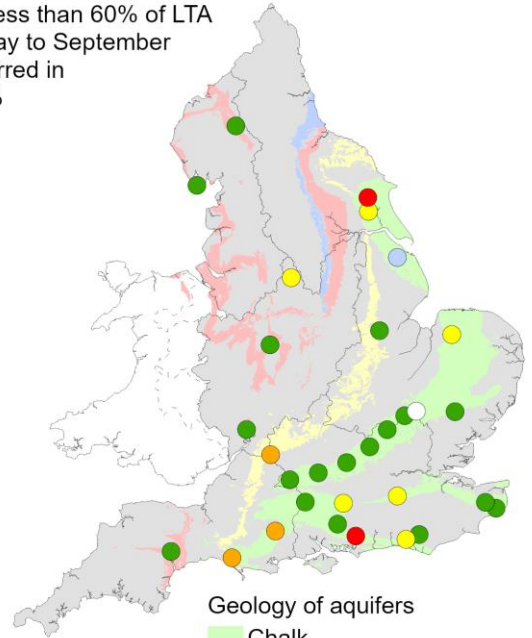 ess than 60% of LTA
ay to September
rred in
Geology of aquifers
Chalk